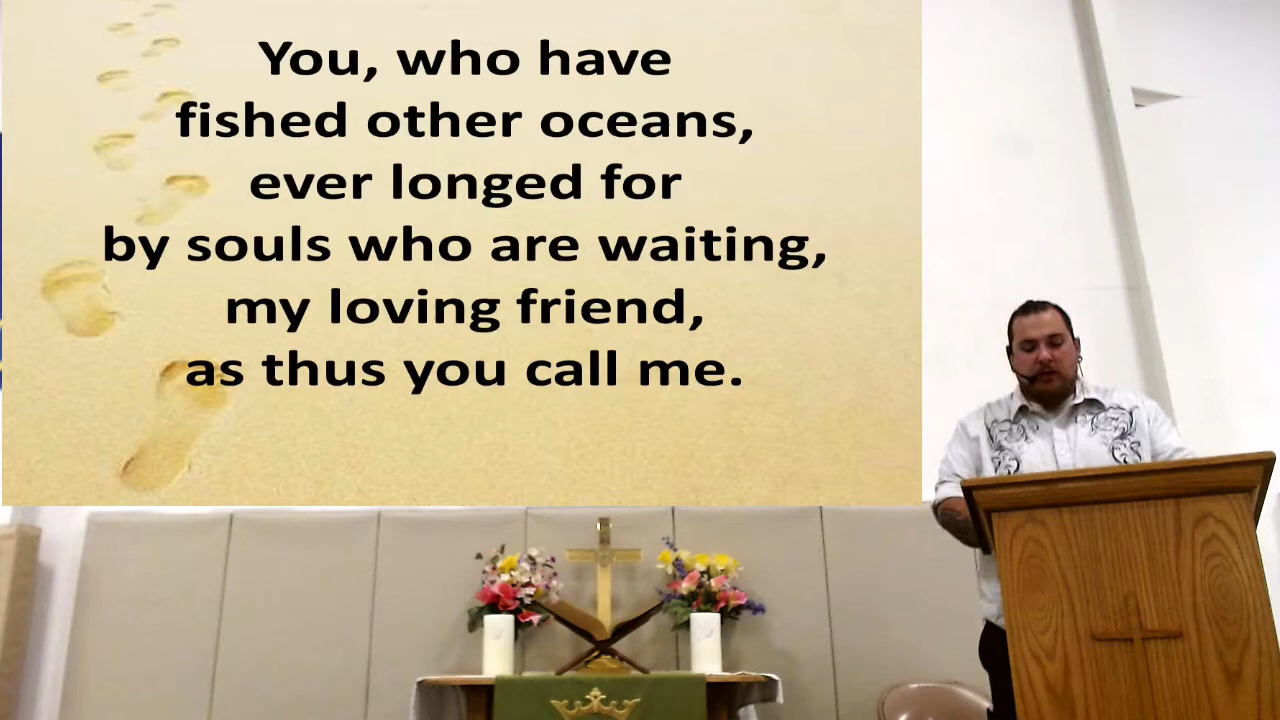 You, who have
fished other oceans,
ever longed for
by souls who are waiting,
my loving friend,
as thus you call me.